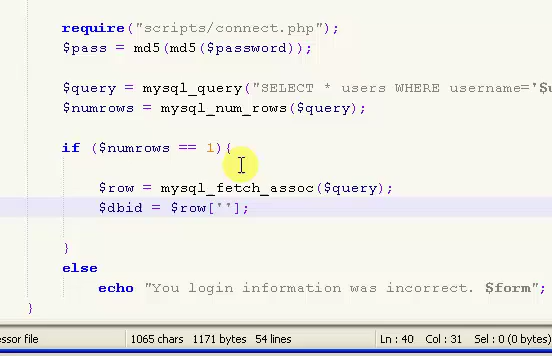 require("scripts/connect.php");
$pass = md5(md5($password));
$query = mysql_query("SELECT * users WHERE username='$u
$numrows = mysql_num_rows($query);
if ($numrows == 1){
$row = mysql_fetch_assoc($query);
$dbid = $row[''];
}
else
echo "You login information was incorrect. $form";
}
essor file 1065 chars 1171 bytes 54 lines Ln : 40 Col : 31 Sel : 0 (0 bytes)